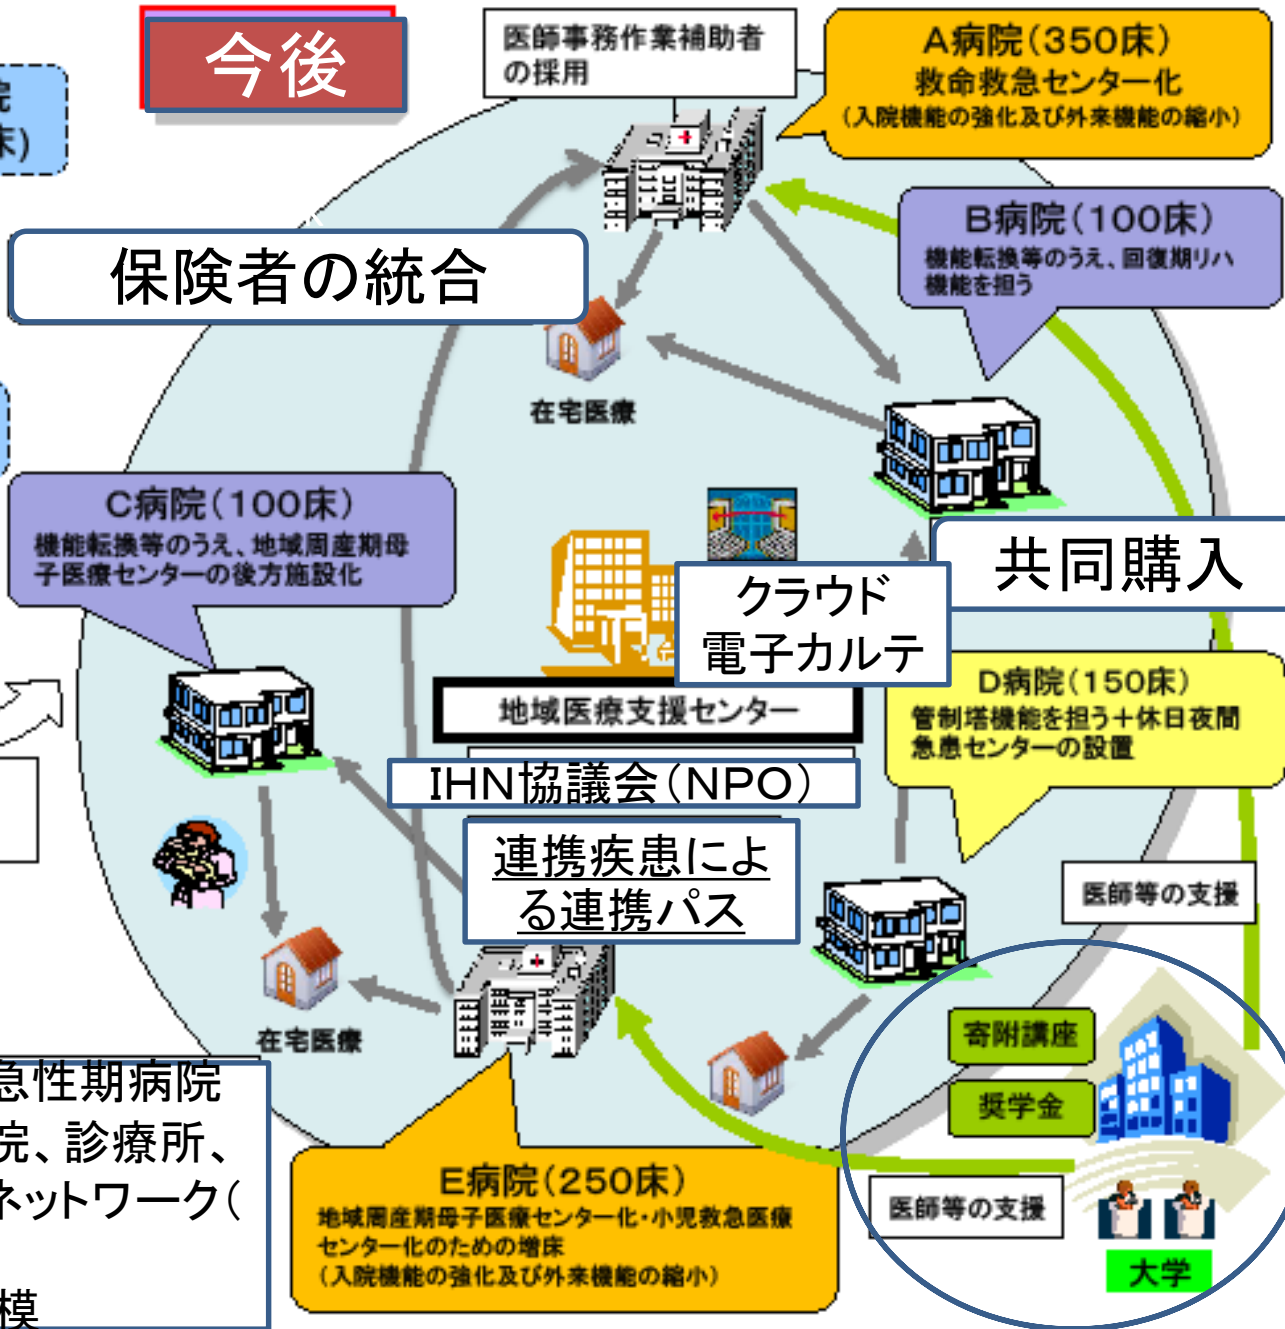 今後
医師事務作業補助者
の採用
A病院(350床)
救命救急センター化
(入院機能の強化及び外来機能の縮小)
院
床)
B病院(100床)
機能転換等のうえ、回復期リハ
機能を担う
保険者の統合
在宅医療
C病院(100床)
機能転換等のうえ、地域周産期母
子医療センターの後方施設化
共同購入
クラウド
電子カルテ
D病院(150床)
管制塔機能を担う＋休日夜間
急患センターの設置
地域医療支援センター
IHN協議会(NPO)
連携疾患によ
る連携パス
医師等の支援
在宅医療
寄附講座
奨学金
急性期病院
院、診療所、
ネットワーク(
模
E病院(250床)
地域周産期母子医療センター化・小児救急医療
センター化のための増床
(入院機能の強化及び外来機能の縮小)
医師等の支援
大学